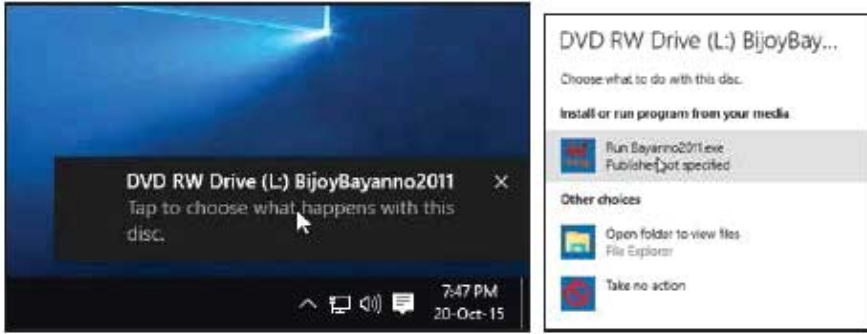 DVD RW Drive (L:) BijoyBayanno2011
Tap to choose what happens with this
disc.
7:47 PM
20-Oct-15
DVD RW Drive (L:) BijoyBay...
Choose what to do with this disc.
Install or run program from your media
Run Bayanno2011.exe
Publisher not specified
Other choices
Open folder to view files
File Explorer
Take no action